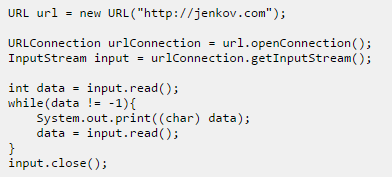 URL url = new URL("http://jenkov.com");
URLConnection urlConnection = url.openConnection();
InputStream input = urlConnection.getInputStream();
int data = input.read();
while(data != -1){
System.out.print((char) data);
data = input.read();
}
input.close();